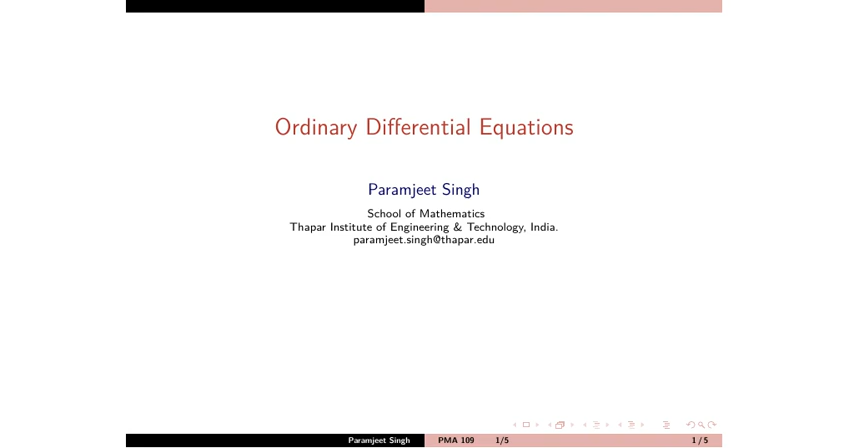 Ordinary Differential Equations
Paramjeet Singh
School of Mathematics
Thapar Institute of Engineering & Technology, India.
paramjeet.singh@thapar.edu
Paramjeet Singh PMA 109 1/5 1 / 5